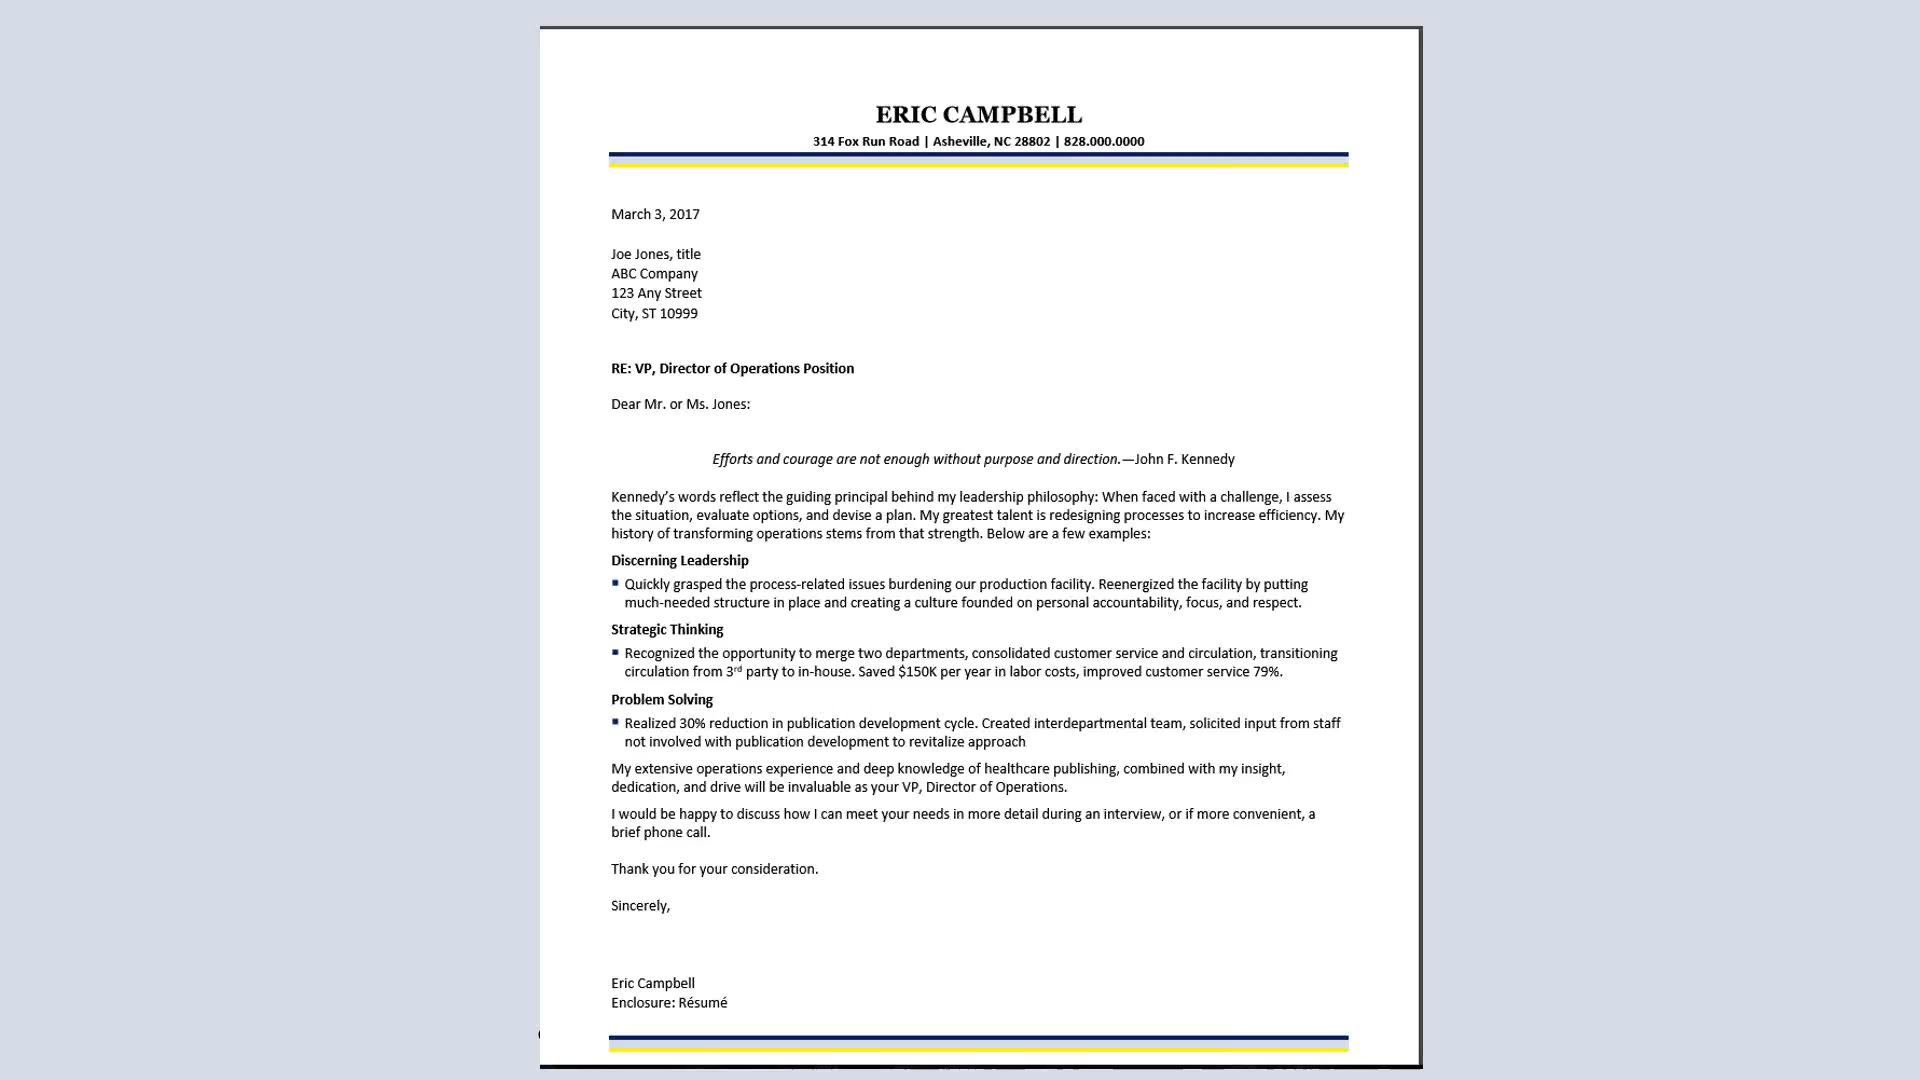 ERIC CAMPBELL
314 Fox Run Road | Asheville, NC 28802 | 828.000.0000
March 3, 2017
Joe Jones, title
ABC Company
123 Any Street
City, ST 10999
RE: VP, Director of Operations Position
Dear Mr. or Ms. Jones:
Efforts and courage are not enough without purpose and direction.—John F. Kennedy
Kennedy’s words reflect the guiding principal behind my leadership philosophy: When faced with a challenge, I assess
the situation, evaluate options, and devise a plan. My greatest talent is redesigning processes to increase efficiency. My
history of transforming operations stems from that strength. Below are a few examples:
Discerning Leadership
▪ Quickly grasped the process-related issues burdening our production facility. Reenergized the facility by putting
much-needed structure in place and creating a culture founded on personal accountability, focus, and respect.
Strategic Thinking
▪ Recognized the opportunity to merge two departments, consolidated customer service and circulation, transitioning
circulation from 3rd party to in-house. Saved $150K per year in labor costs, improved customer service 79%.
Problem Solving
▪ Realized 30% reduction in publication development cycle. Created interdepartmental team, solicited input from staff
not involved with publication development to revitalize approach
My extensive operations experience and deep knowledge of healthcare publishing, combined with my insight,
dedication, and drive will be invaluable as your VP, Director of Operations.
I would be happy to discuss how I can meet your needs in more detail during an interview, or if more convenient, a
brief phone call.
Thank you for your consideration.
Sincerely,
Eric Campbell
Enclosure: Résumé